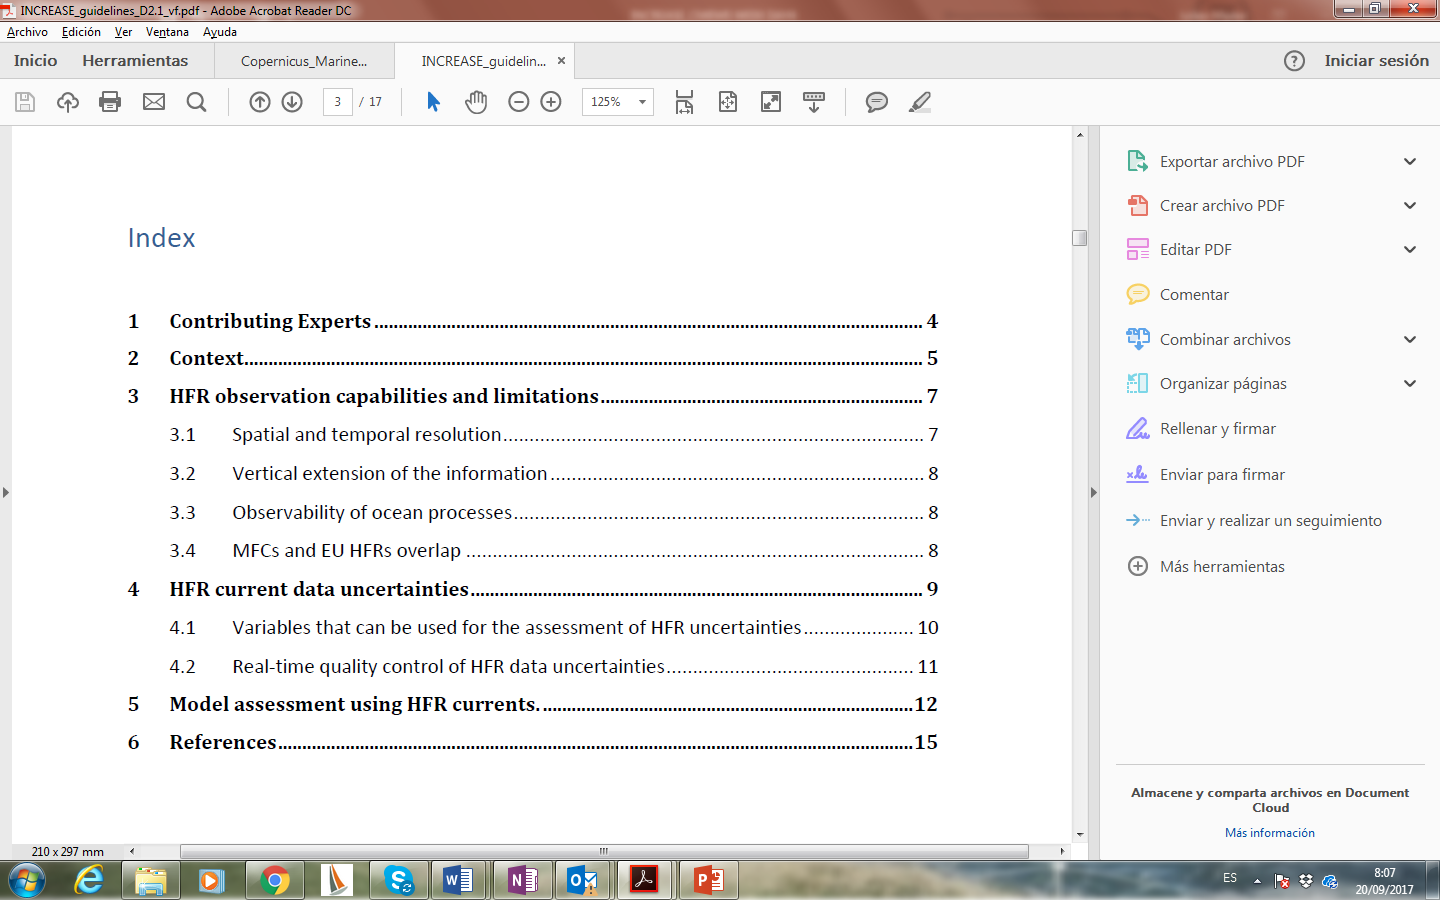 INCREASE_guidelines_D2.1_vf.pdf - Adobe Acrobat Reader DC
Archivo Edición Ver Ventana Ayuda
Inicio Herramientas Copernicus_Marine... INCREASE_guidelin... × Iniciar sesión
3 / 17 125%
Index
1 Contributing Experts 4
2 Context 5
3 HFR observation capabilities and limitations 7
3.1 Spatial and temporal resolution 7
3.2 Vertical extension of the information 8
3.3 Observability of ocean processes 8
3.4 MFCs and EU HFRs overlap 8
4 HFR current data uncertainties 9
4.1 Variables that can be used for the assessment of HFR uncertainties 10
4.2 Real-time quality control of HFR data uncertainties 11
5 Model assessment using HFR currents. 12
6 References 15
Exportar archivo PDF
Crear archivo PDF
Editar PDF
Comentar
Combinar archivos
Organizar páginas
Rellenar y firmar
Enviar para firmar
Enviar y realizar un seguimiento
Más herramientas
Almacene y comparta archivos en Document
Cloud
Más información
210 x 297 mm
ES 8:07
20/09/2017